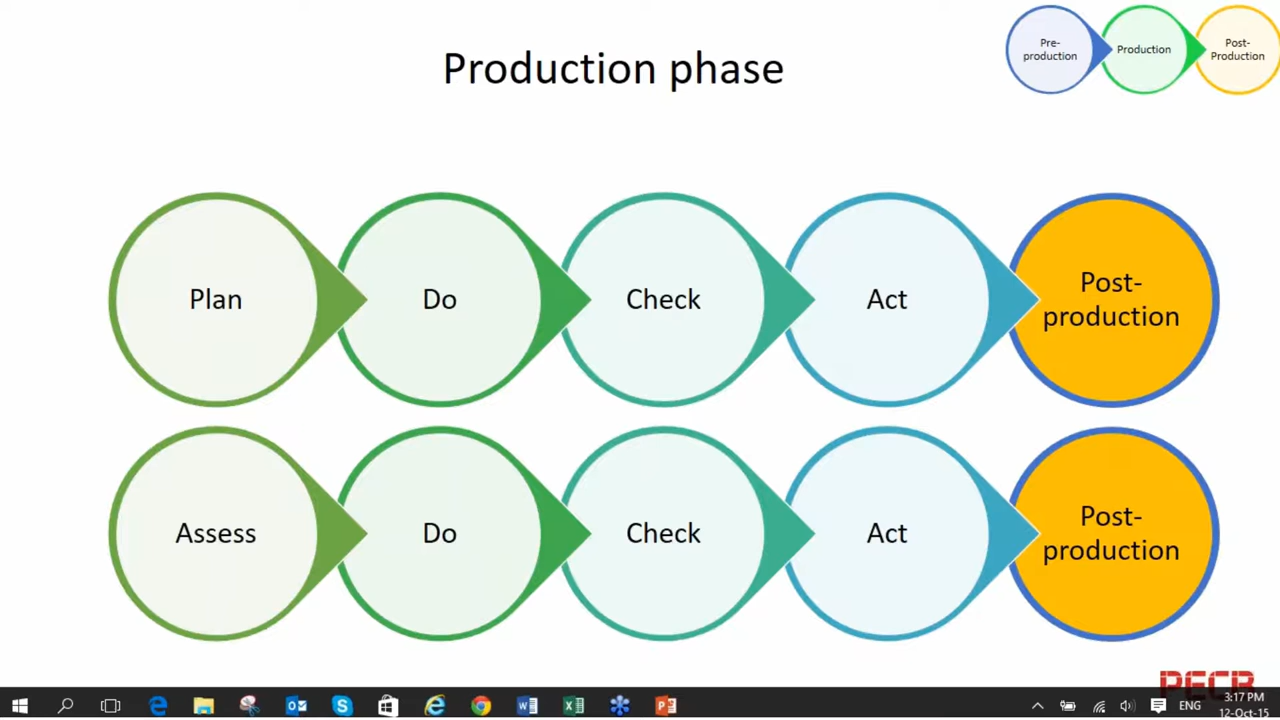 Production phase
Pre-
production
Production
Post-
Production
Plan
Do
Check
Act
Post-
production
Assess
Do
Check
Act
Post-
production
PECB
ENG
3:17 PM
12-Oct-15